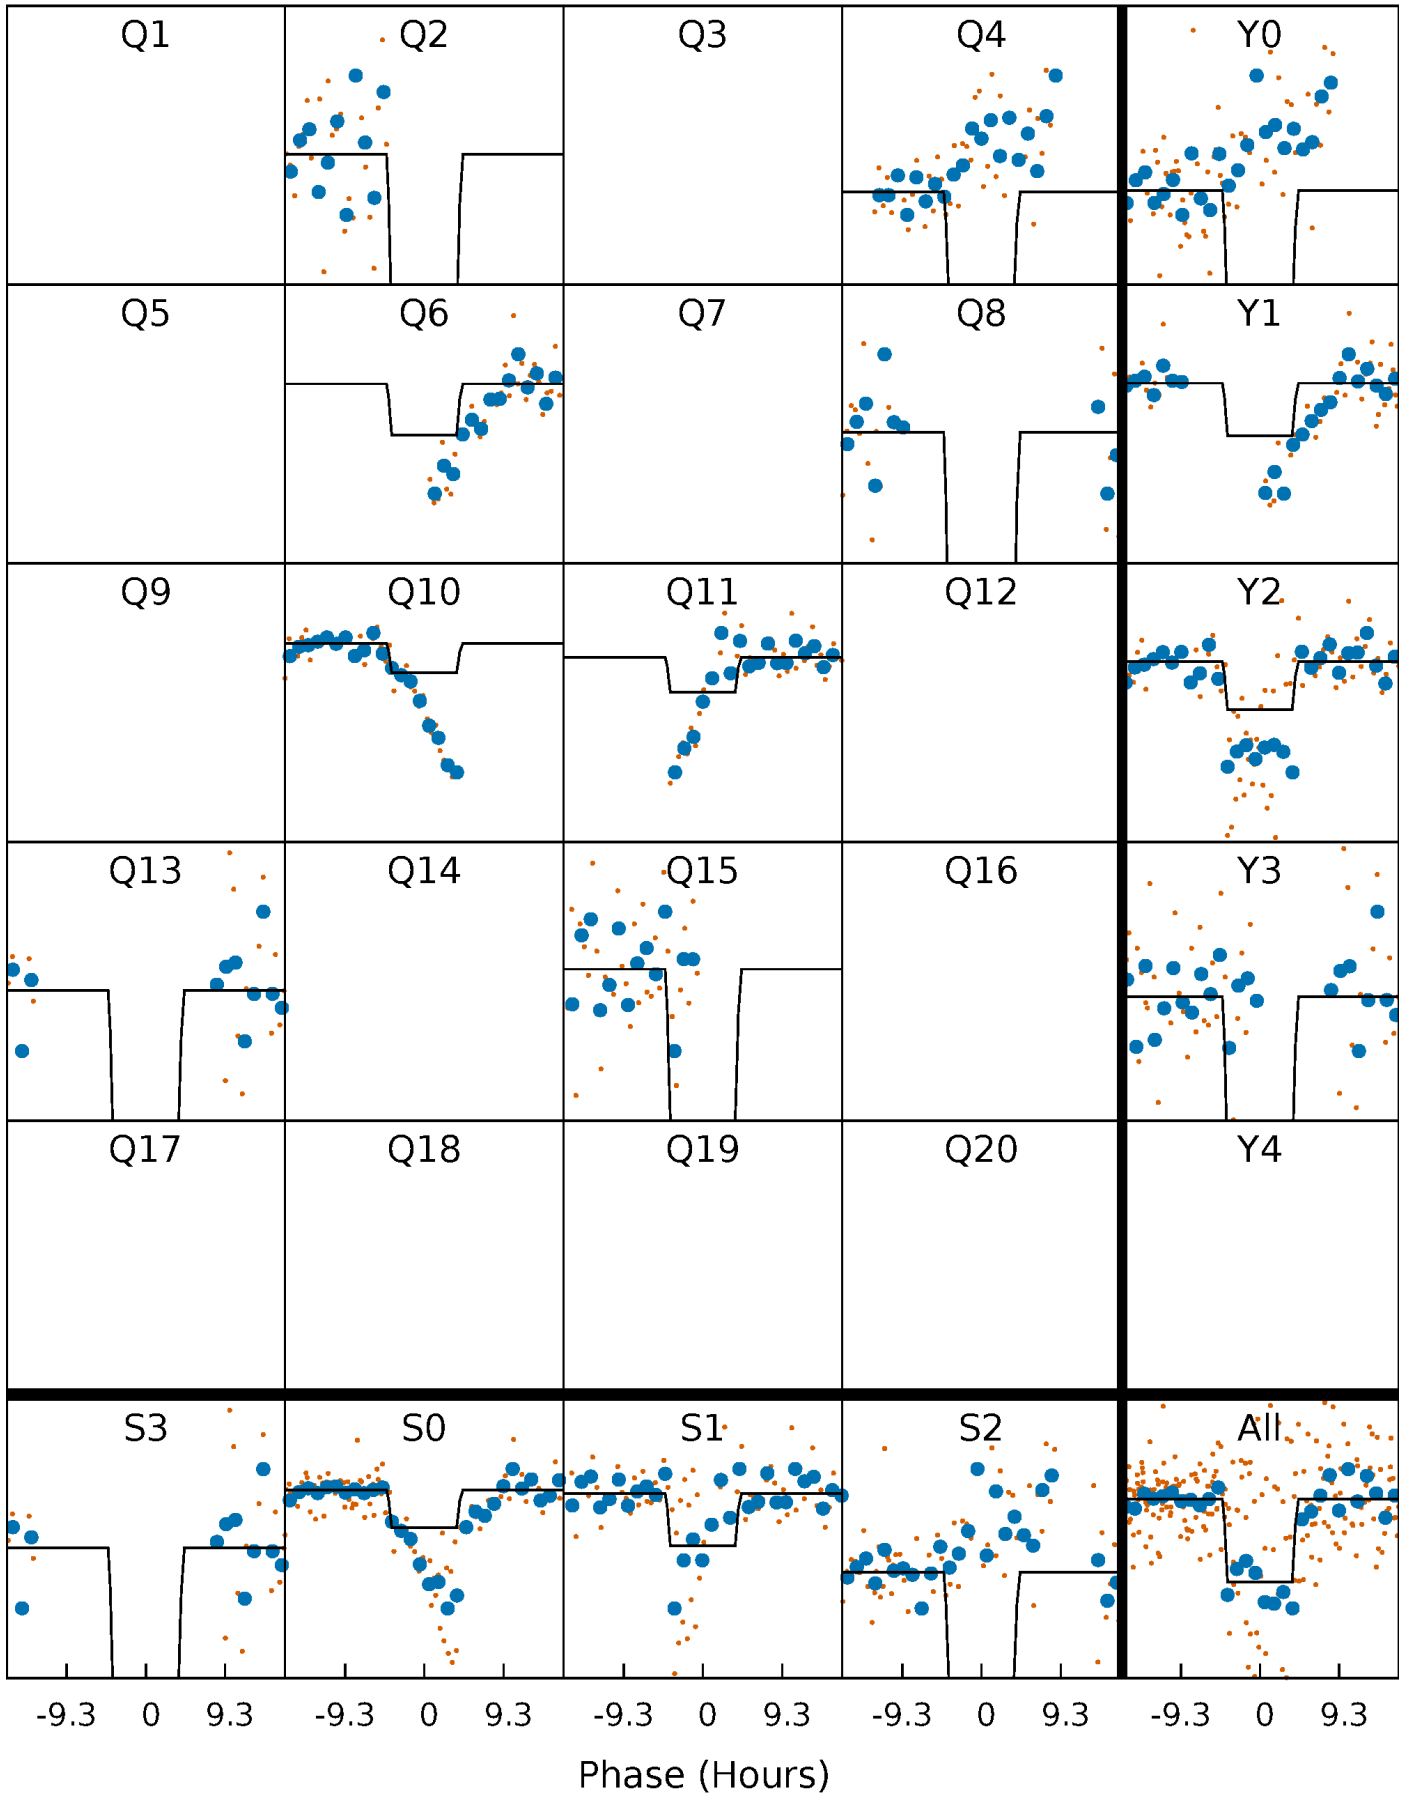 Q1 Q2 Q3 Q4 Y0
Q5 Q6 Q7 Q8 Y1
Q9 Q10 Q11 Q12 Y2
Q13 Q14 Q15 Q16 Y3
Q17 Q18 Q19 Q20 Y4
S3 S0 S1 S2 All
-9.3 0 9.3 -9.3 0 9.3 -9.3 0 9.3 -9.3 0 9.3 -9.3 0 9.3
Phase (Hours)